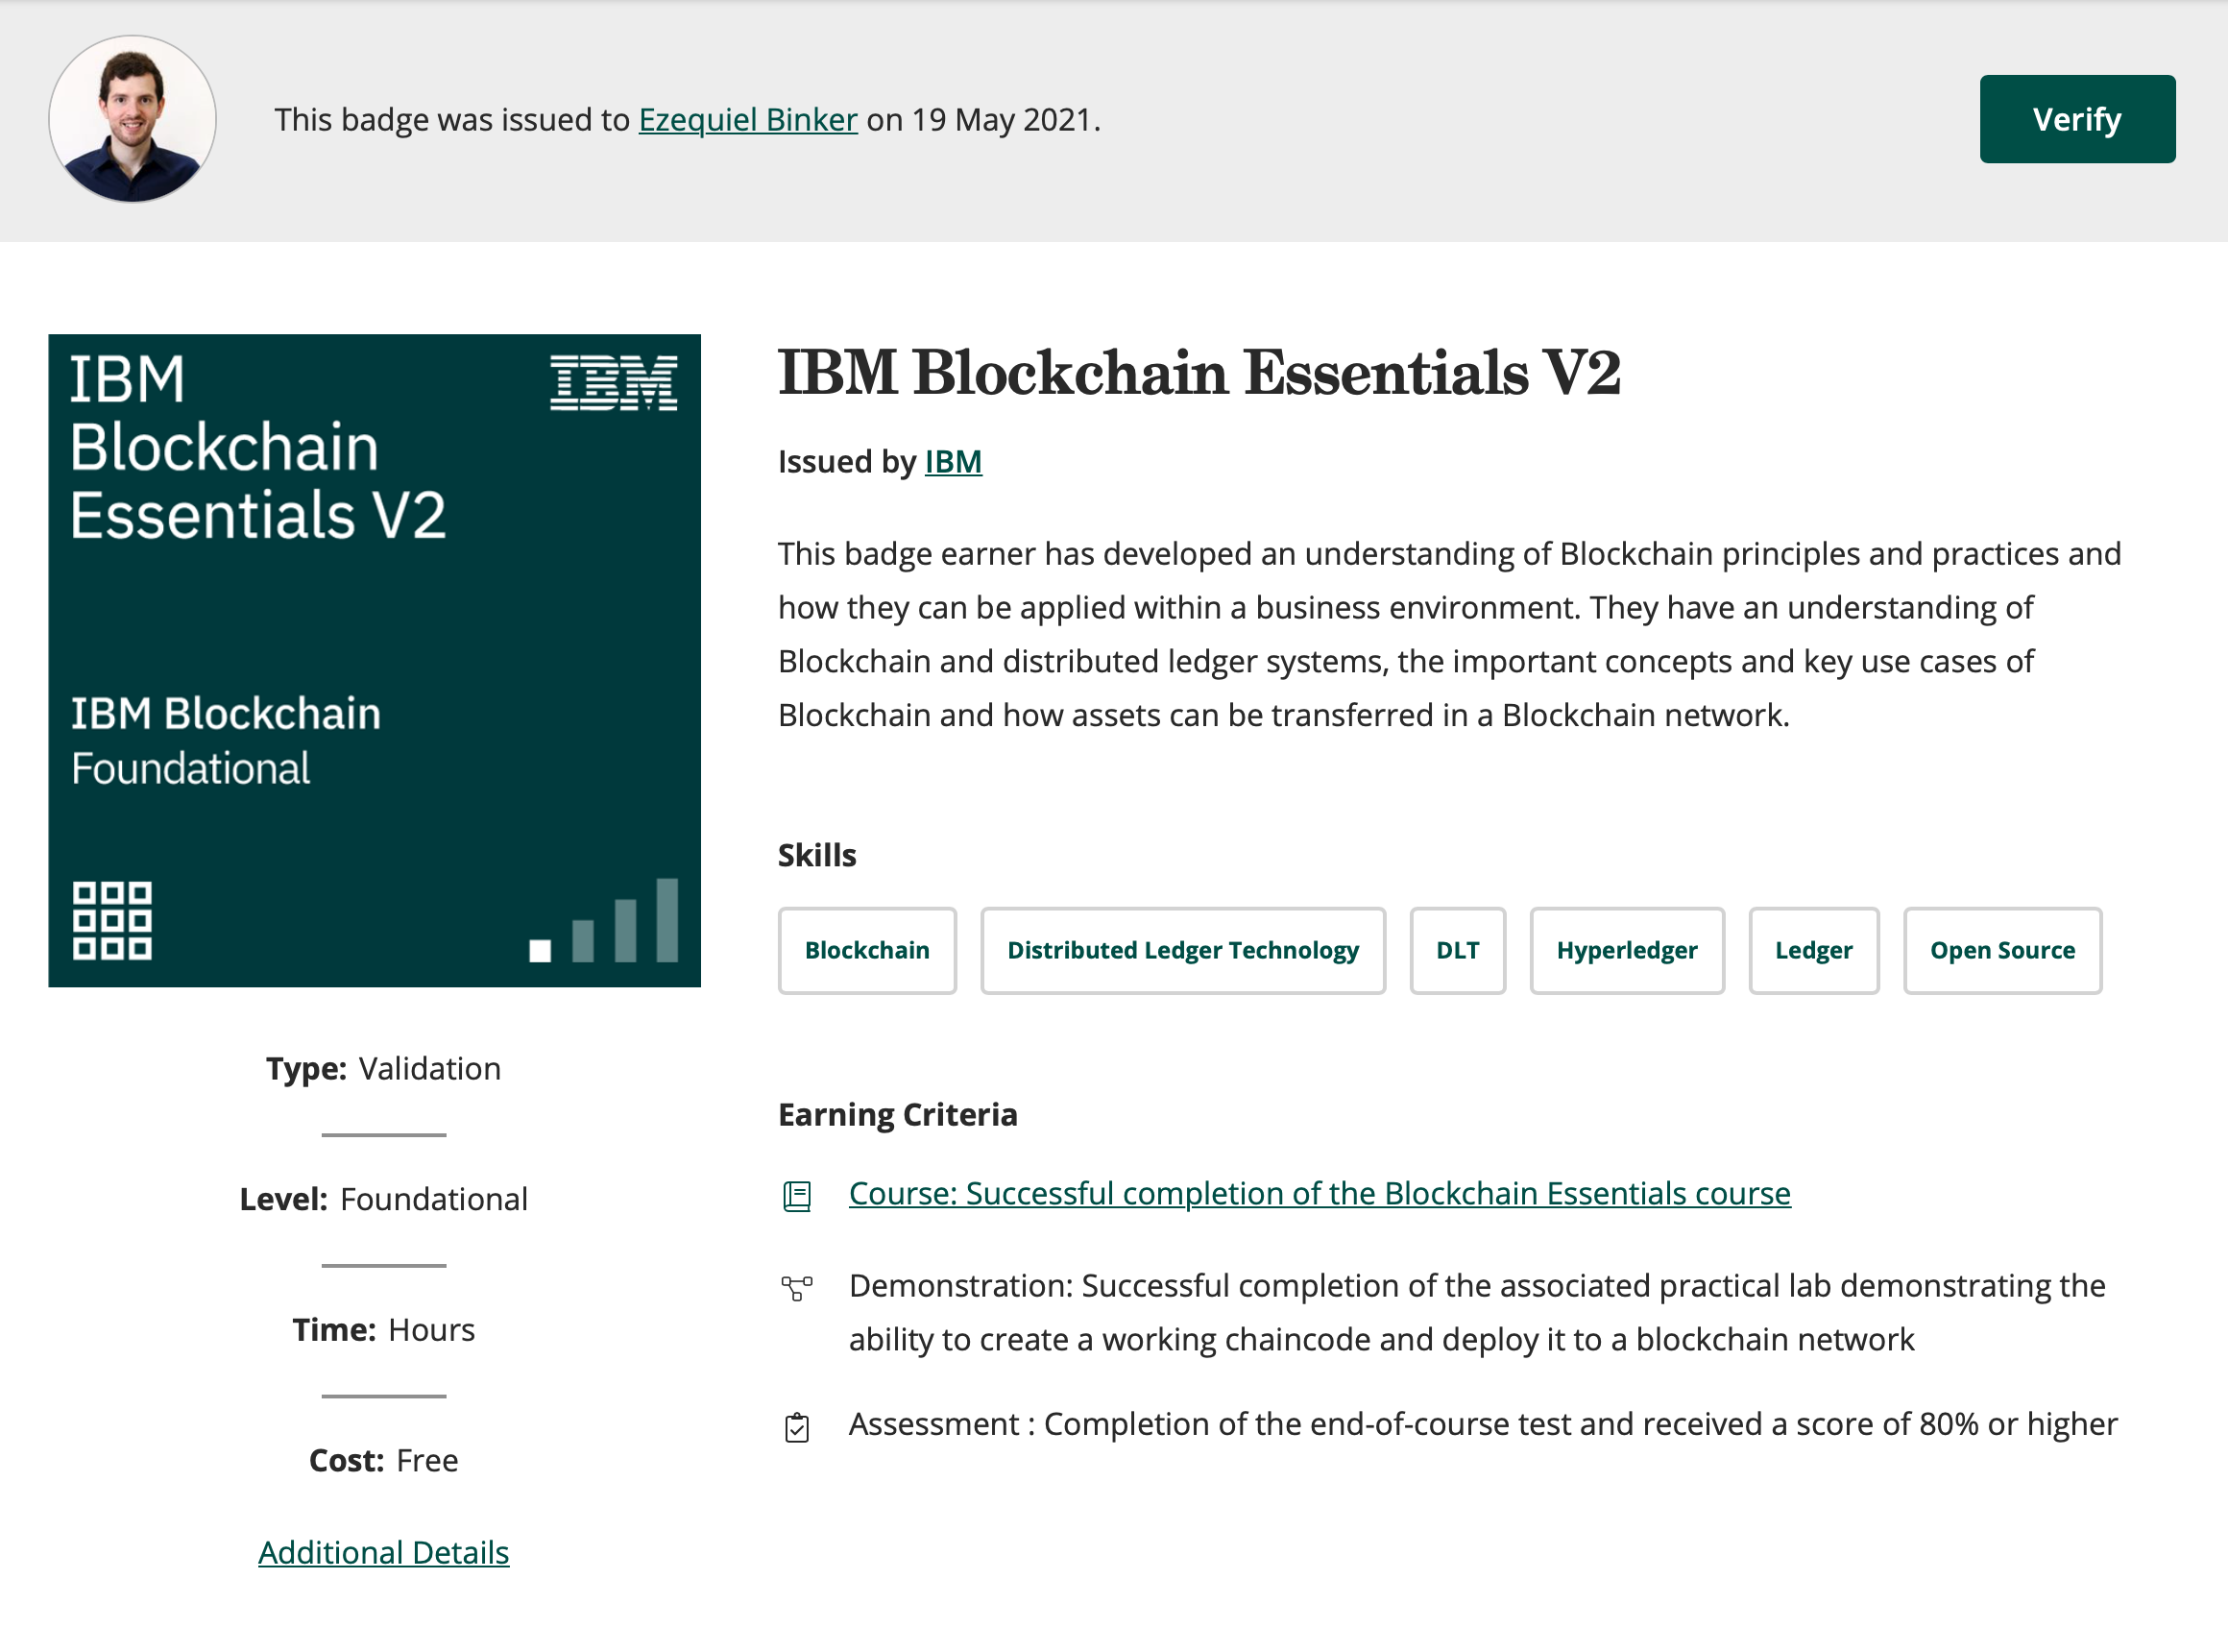 This badge was issued to Ezequiel Binker on 19 May 2021.
Verify
IBM
Blockchain
Essentials V2
IBM
IBM Blockchain
Foundational
Type: Validation
Level: Foundational
Time: Hours
Cost: Free
Additional Details
IBM Blockchain Essentials V2
Issued by IBM
This badge earner has developed an understanding of Blockchain principles and practices and
how they can be applied within a business environment. They have an understanding of
Blockchain and distributed ledger systems, the important concepts and key use cases of
Blockchain and how assets can be transferred in a Blockchain network.
Skills
Blockchain
Distributed Ledger Technology
DLT
Hyperledger
Ledger
Open Source
Earning Criteria
Course: Successful completion of the Blockchain Essentials course
Demonstration: Successful completion of the associated practical lab demonstrating the
ability to create a working chaincode and deploy it to a blockchain network
Assessment : Completion of the end-of-course test and received a score of 80% or higher